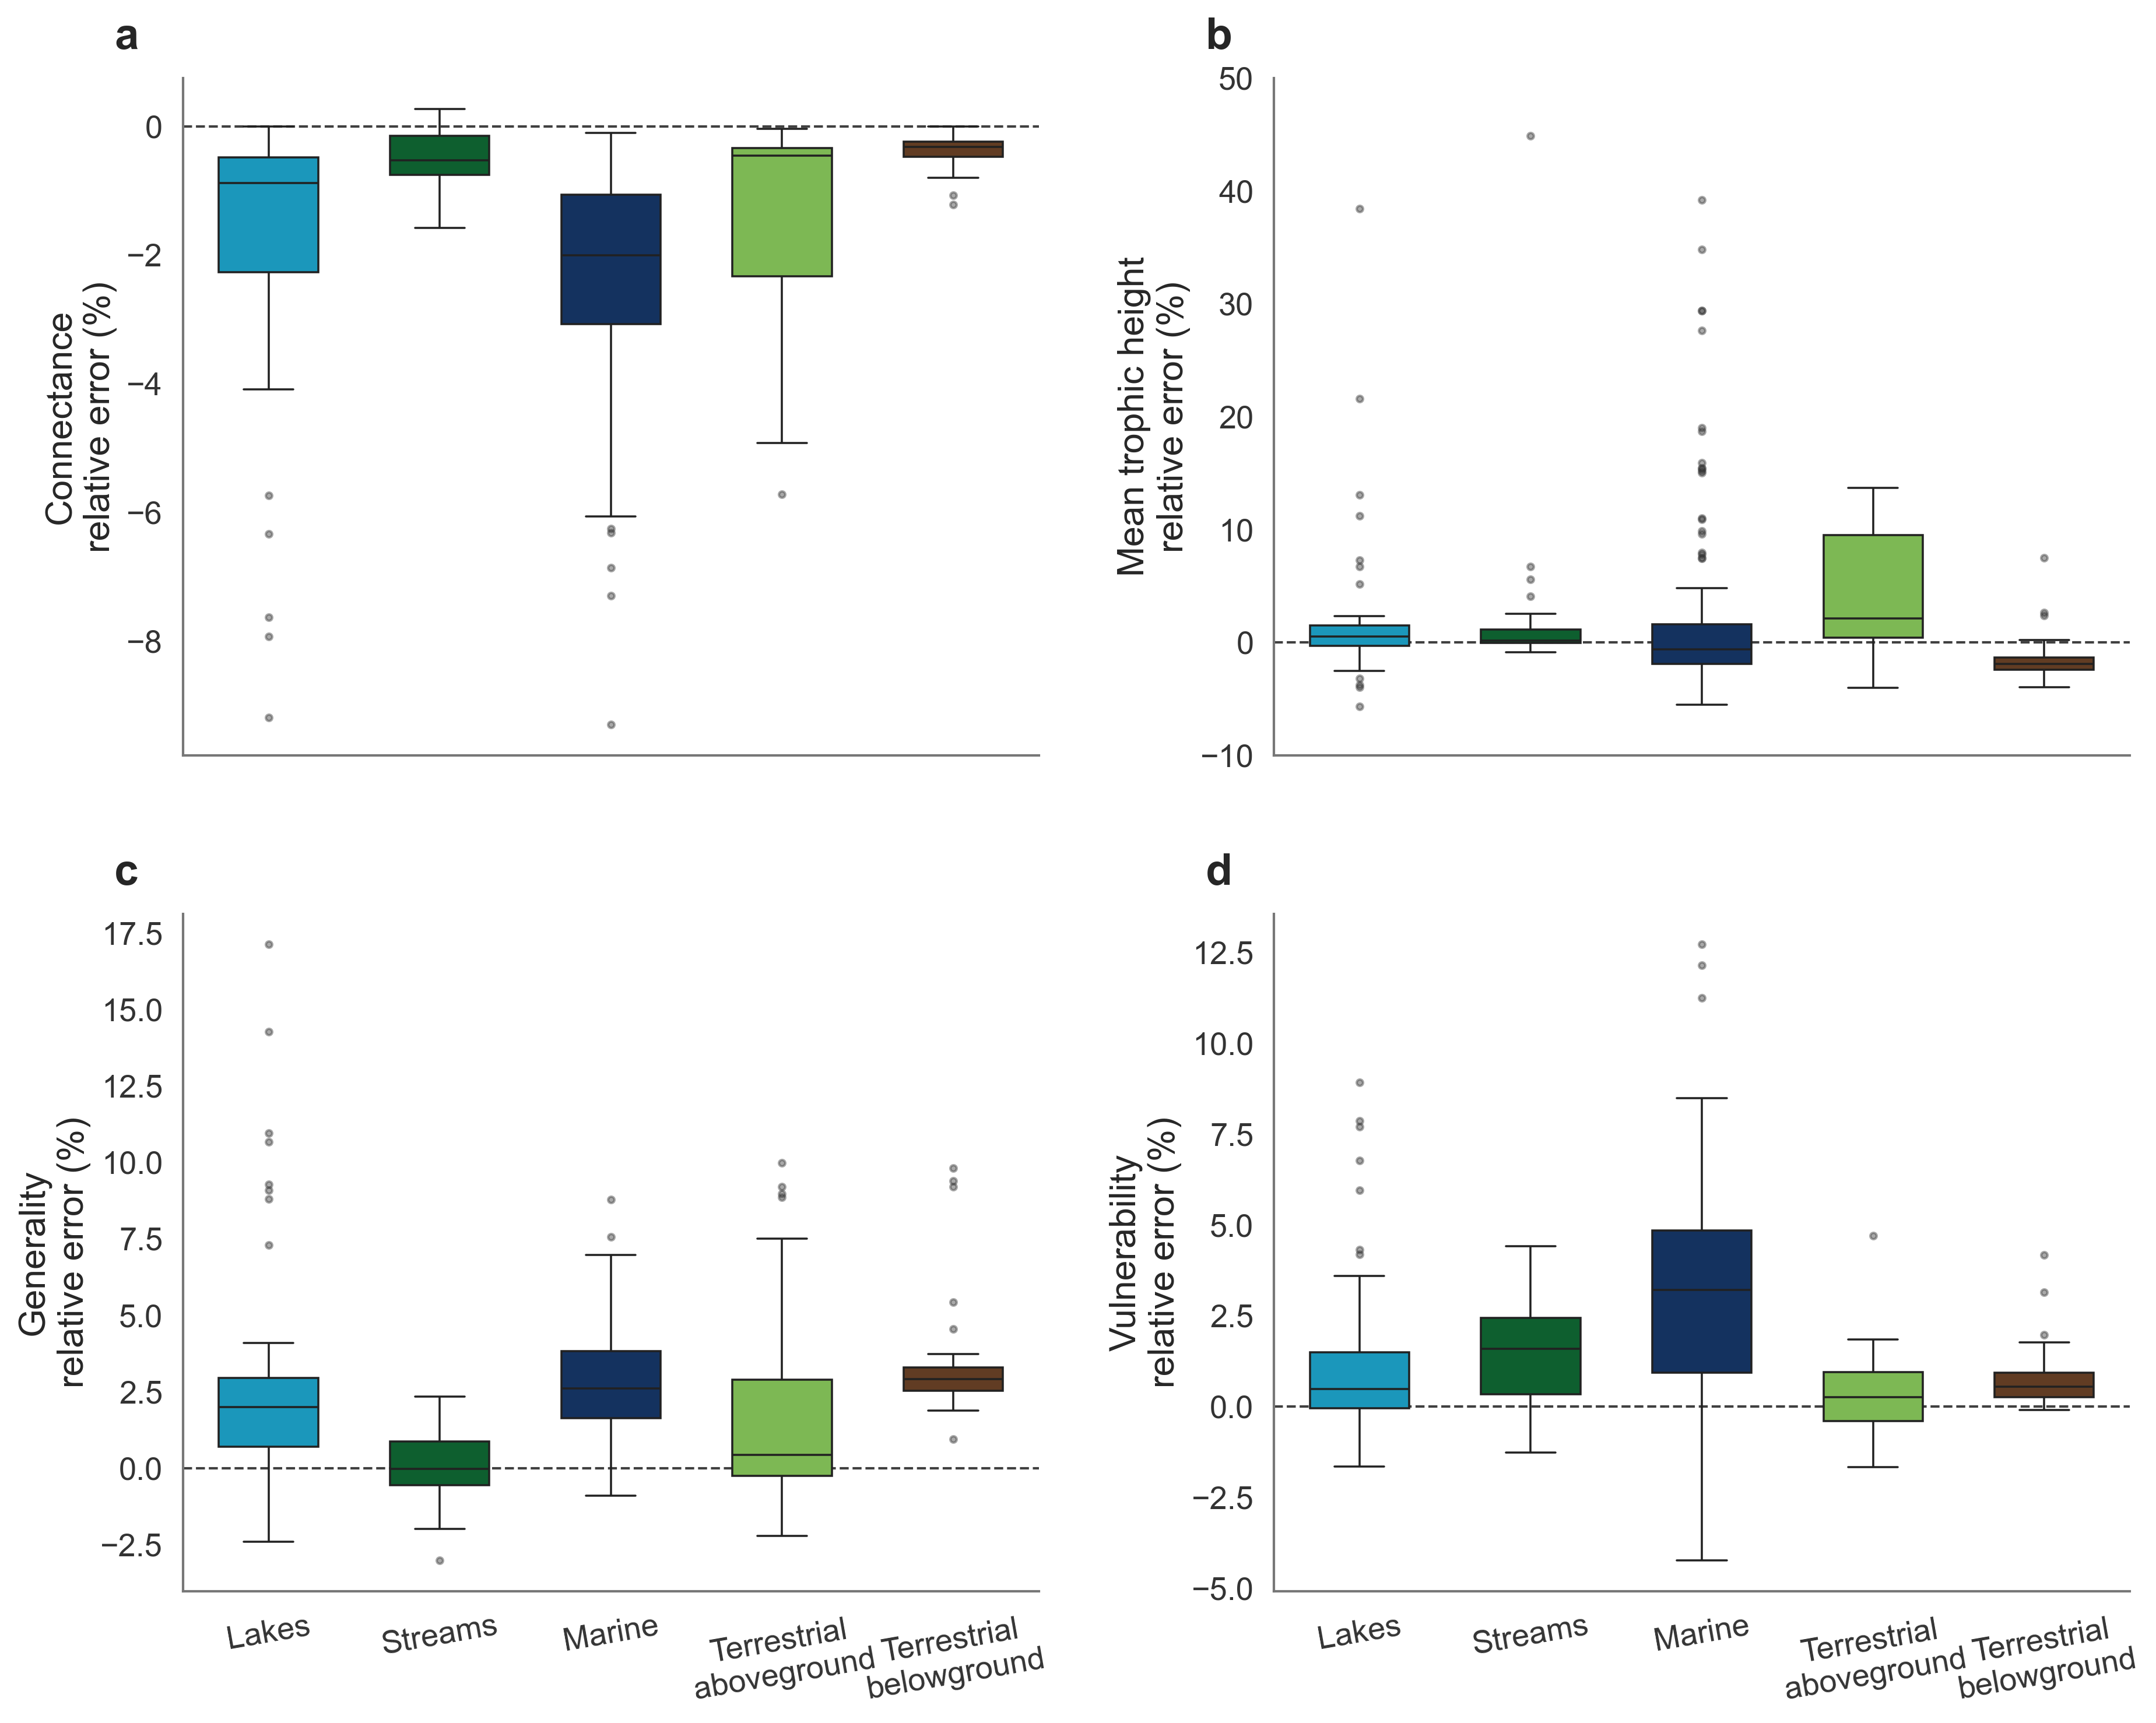 a
0
−2
−4
−6
−8
Connectance
relative error (%)
b
50
40
30
20
10
0
−10
Mean trophic height
relative error (%)
c
17.5
15.0
12.5
10.0
7.5
5.0
2.5
0.0
−2.5
Generality
relative error (%)
Lakes
Streams
Marine
Terrestrial
aboveground
Terrestrial
belowground
d
12.5
10.0
7.5
5.0
2.5
0.0
−2.5
−5.0
Vulnerability
relative error (%)
Lakes
Streams
Marine
Terrestrial
aboveground
Terrestrial
belowground